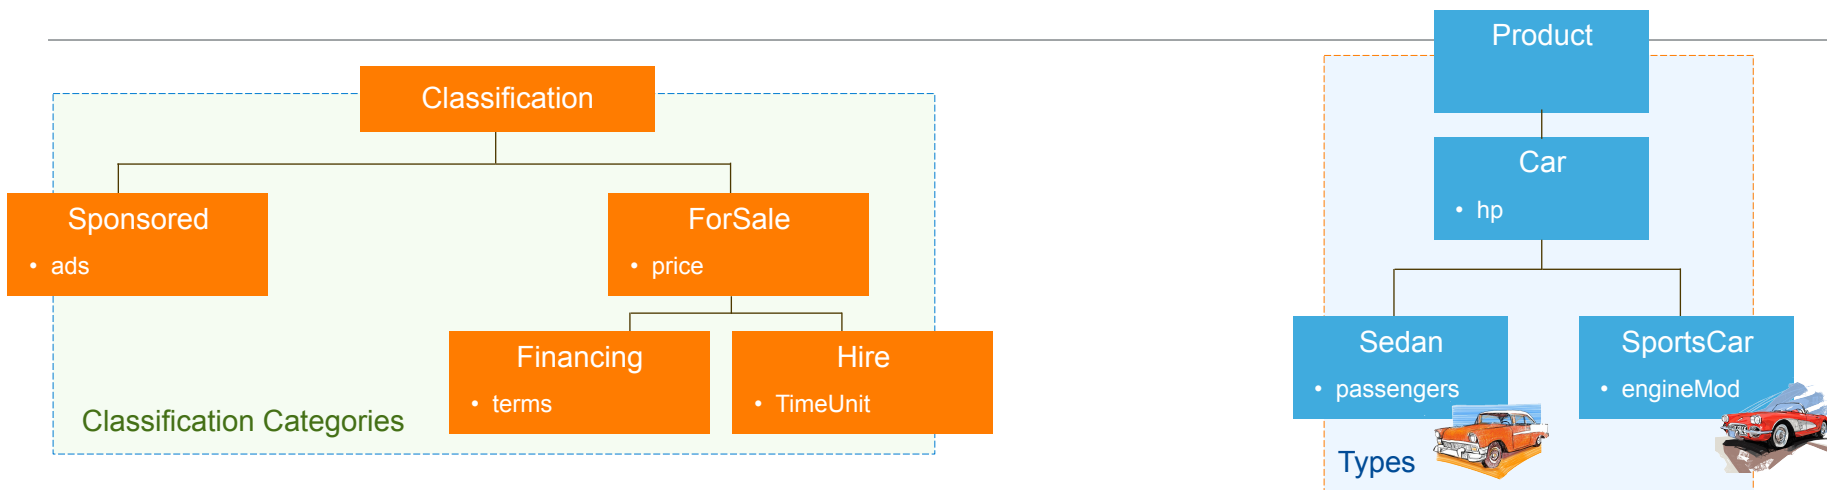 Classification
Sponsored
• ads
ForSale
• price
Financing
• terms
Hire
• TimeUnit
Classification Categories
Product
Car
• hp
Sedan
• passengers
SportsCar
• engineMod
Types